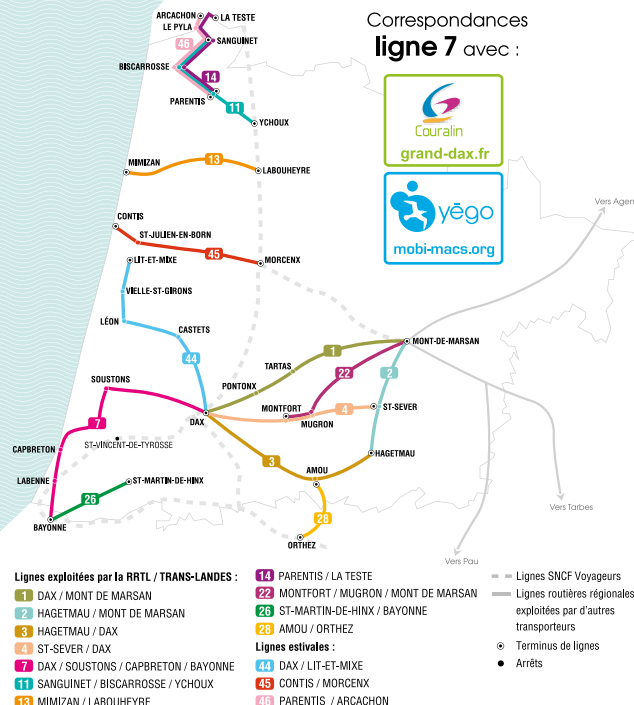 ARCACHON
LA TESTE
LE PYLA
SANGUINET
46
BISCARROSSE
14
PARENTIS
11
YCHOUX
Correspondances
ligne 7 avec :
Couralin
grand-dax.fr
yégo
mobi-macs.org
MIMIZAN
13
LABOUHEYRE
Vers Agen
CONTIS
ST-JULIEN-EN-BORN
45
LIT-ET-MIXE
MORCENX
VIELLE-ST-GIRONS
LÉON
CASTETS
44
1
MONT-DE-MARSAN
TARTAS
22
2
SOUSTONS
PONTONX
MONTFORT
4
ST-SEVER
DAX
MUGRON
7
ST-VINCENT-DE-TYROSSE
CAPBRETON
3
HAGETMAU
AMOU
LABENNE
ST-MARTIN-DE-HINX
26
BAYONNE
28
ORTHEZ
Vers Tarbes
Vers Pau
Lignes exploitées par la RRTL / TRANS-LANDES :
1 DAX / MONT DE MARSAN
2 HAGETMAU / MONT DE MARSAN
3 HAGETMAU / DAX
4 ST-SEVER / DAX
7 DAX / SOUSTONS / CAPBRETON / BAYONNE
11 SANGUINET / BISCARROSSE / YCHOUX
13 MIMIZAN / LABOUHEYRE
14 PARENTIS / LA TESTE
22 MONTFORT / MUGRON / MONT DE MARSAN
26 ST-MARTIN-DE-HINX / BAYONNE
28 AMOU / ORTHEZ
Lignes estivales :
44 DAX / LIT-ET-MIXE
45 CONTIS / MORCENX
46 PARENTIS / ARCACHON
Lignes SNCF Voyageurs
Lignes routières régionales
exploitées par d'autres
transporteurs
Terminus de lignes
Arrêts